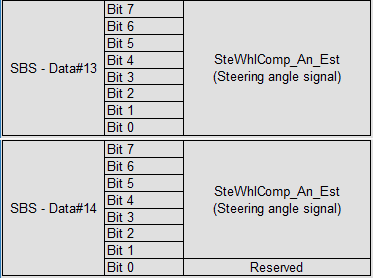 Bit 7
Bit 6
Bit 5
SBS - Data#13
Bit 4
Bit 3
Bit 2
Bit 1
Bit 0
SteWhlComp_An_Est
(Steering angle signal)
Bit 7
Bit 6
Bit 5
SBS - Data#14
Bit 4
Bit 3
Bit 2
Bit 1
Bit 0
SteWhlComp_An_Est
(Steering angle signal)
Reserved